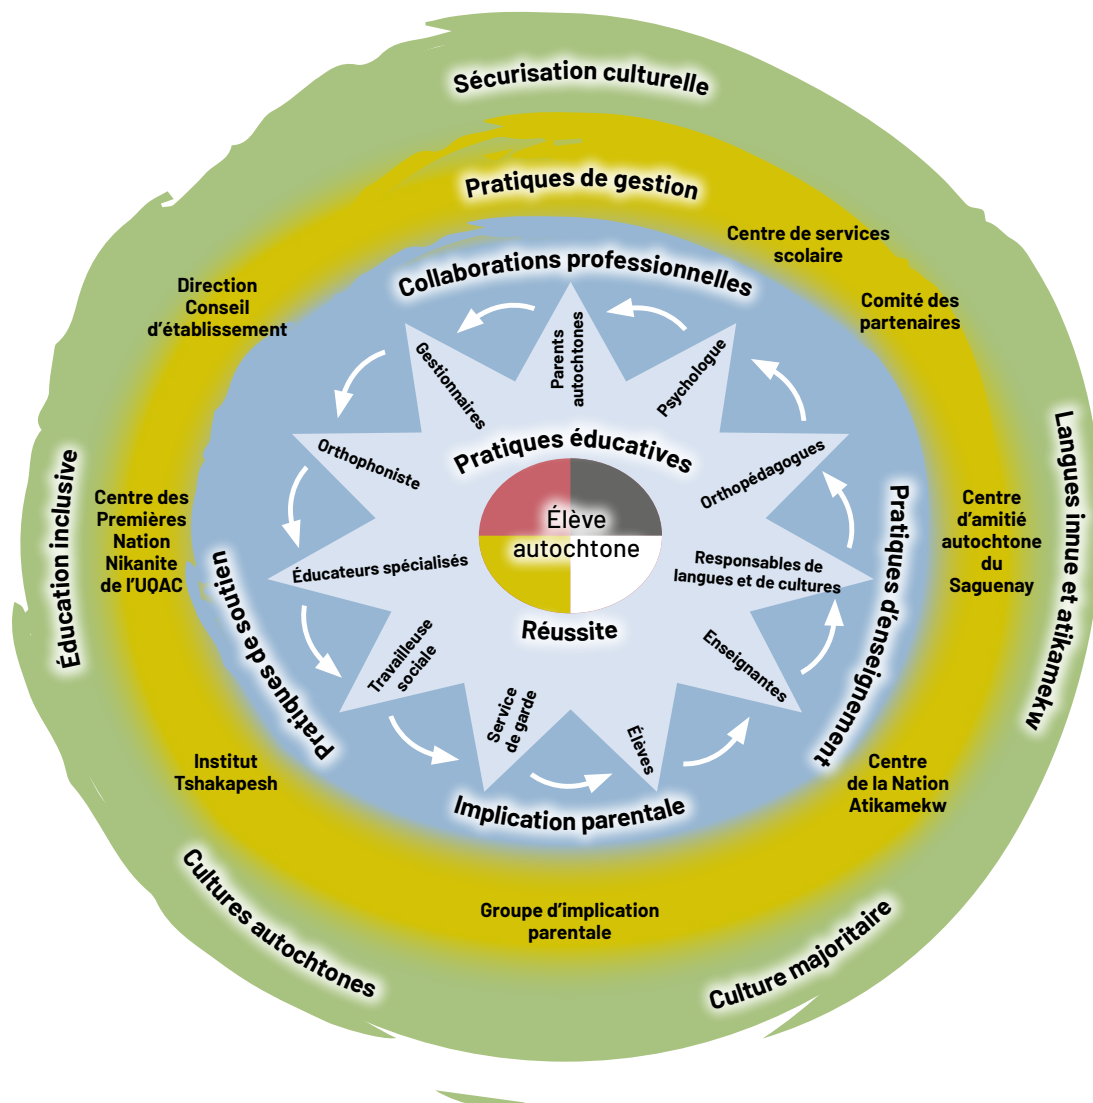 Sécurisation culturelle
Pratiques de gestion
Centre de services
scolaire
Collaborations professionnelles
Direction
Conseil
d'établissement
Comité des
partenaires
Gestionnaires
Parents
autochtones
Psychologue
Orthophoniste
Pratiques éducatives
Orthopédagogues
Langues innue et atikamekw
Éducation inclusive
Centre des
Premières
Nation
Nikanite
de l'UQAC
Élève
autochtone
Pratiques d'enseignement
Centre
d'amitié
autochtone
du
Saguenay
Éducateurs spécialisés
Responsables de
langues et de cultures
Pratiques de soutien
Réussite
Travailleuse
sociale
Enseignantes
Service
de garde
Élèves
Institut
Tshakapesh
Centre
de la Nation
Atikamekw
Implication parentale
Groupe d'implication
parentale
Cultures autochtones
Culture majoritaire